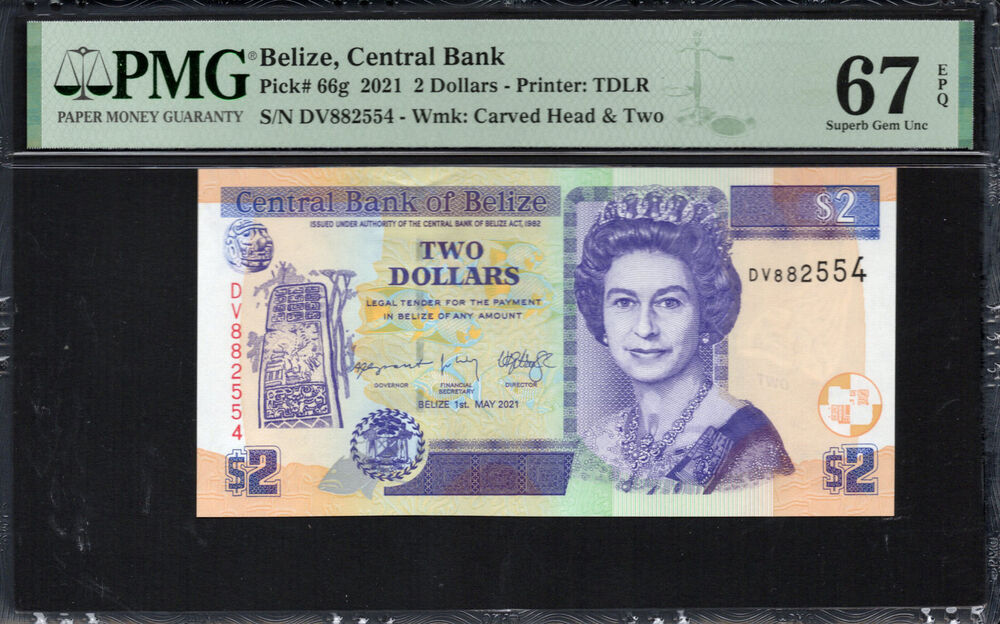 PMG®
PAPER MONEY GUARANTY
Belize, Central Bank
Pick# 66g 2021 2 Dollars - Printer: TDLR
S/N DV882554 - Wmk: Carved Head & Two
67
EPQ
Superb Gem Unc
Central Bank of Belize
ISSUED UNDER AUTHORITY OF THE CENTRAL BANK OF BELIZE ACT, 1982
$2
TWO
DOLLARS
DV882554
LEGAL TENDER FOR THE PAYMENT
IN BELIZE OF ANY AMOUNT
DV882554
GOVERNOR
FINANCIAL
SECRETARY
DIRECTOR
BELIZE 1st. MAY 2021
$2
$2